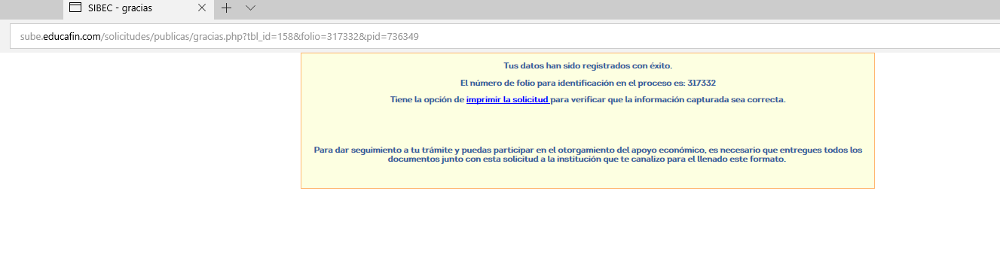 SIBEC - gracias
sube.educafin.com/solicitudes/publicas/gracias.php?tbl_id=158&folio=317332&pid=736349
Tus datos han sido registrados con éxito.
El número de folio para identificación en el proceso es: 317332
Tiene la opción de imprimir la solicitud para verificar que la información capturada sea correcta.
Para dar seguimiento a tu trámite y puedas participar en el otorgamiento del apoyo económico, es necesario que entregues todos los
documentos junto con esta solicitud a la institución que te canalizo para el llenado este formato.